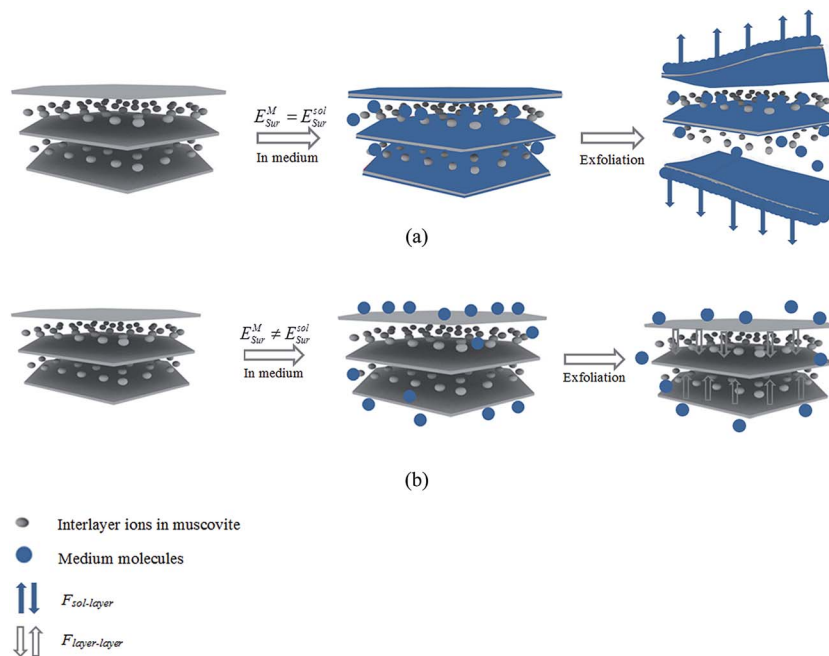 E^M_Sur = E^sol_Sur
In medium
Exfoliation
(a)
E^M_Sur ≠ E^sol_Sur
In medium
Exfoliation
(b)
Interlayer ions in muscovite
Medium molecules
F_sol-layer
F_layer-layer